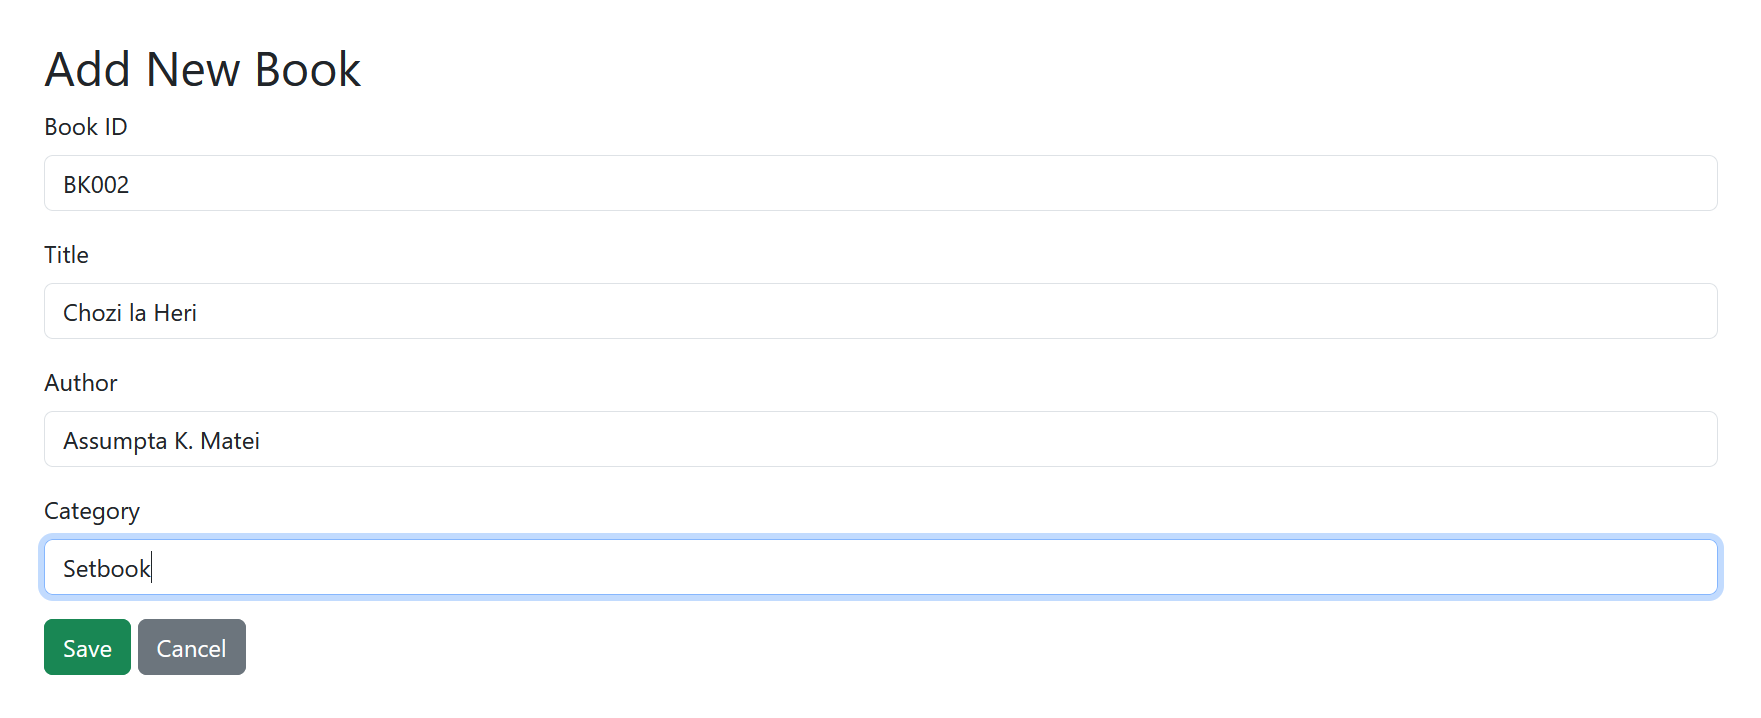 Add New Book
Book ID
BK002
Title
Chozi la Heri
Author
Assumpta K. Matei
Category
Setbook
Save Cancel